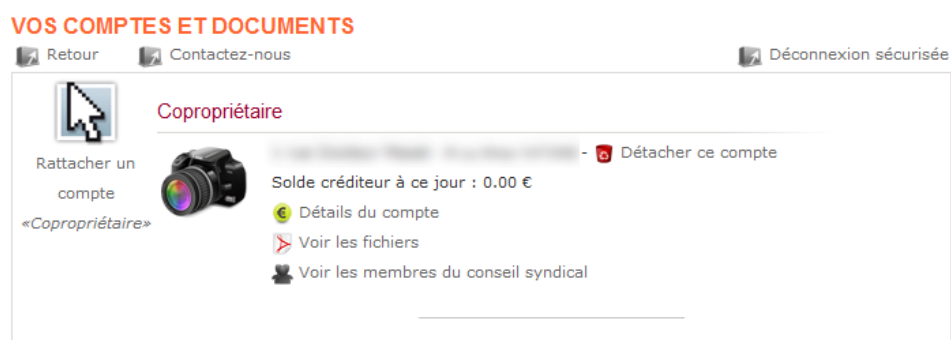 VOS COMPTES ET DOCUMENTS
Retour Contactez-nous Déconnexion sécurisée
Rattacher un
compte
«Copropriétaire»
Copropriétaire
- Détacher ce compte
Solde créditeur à ce jour : 0.00 €
Détails du compte
Voir les fichiers
Voir les membres du conseil syndical